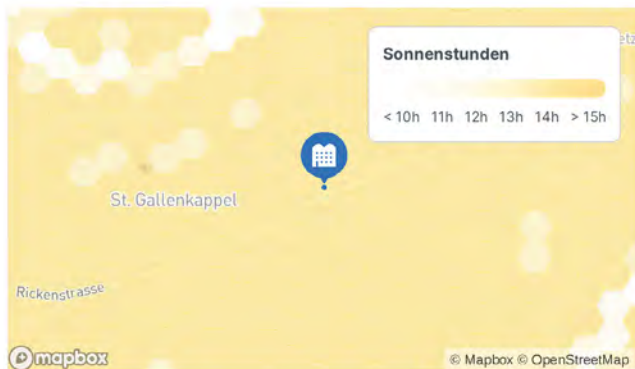 Sonnenstunden
< 10h 11h 12h 13h 14h > 15h
St. Gallenkappel
Rickenstrasse
mapbox
© Mapbox © OpenStreetMap